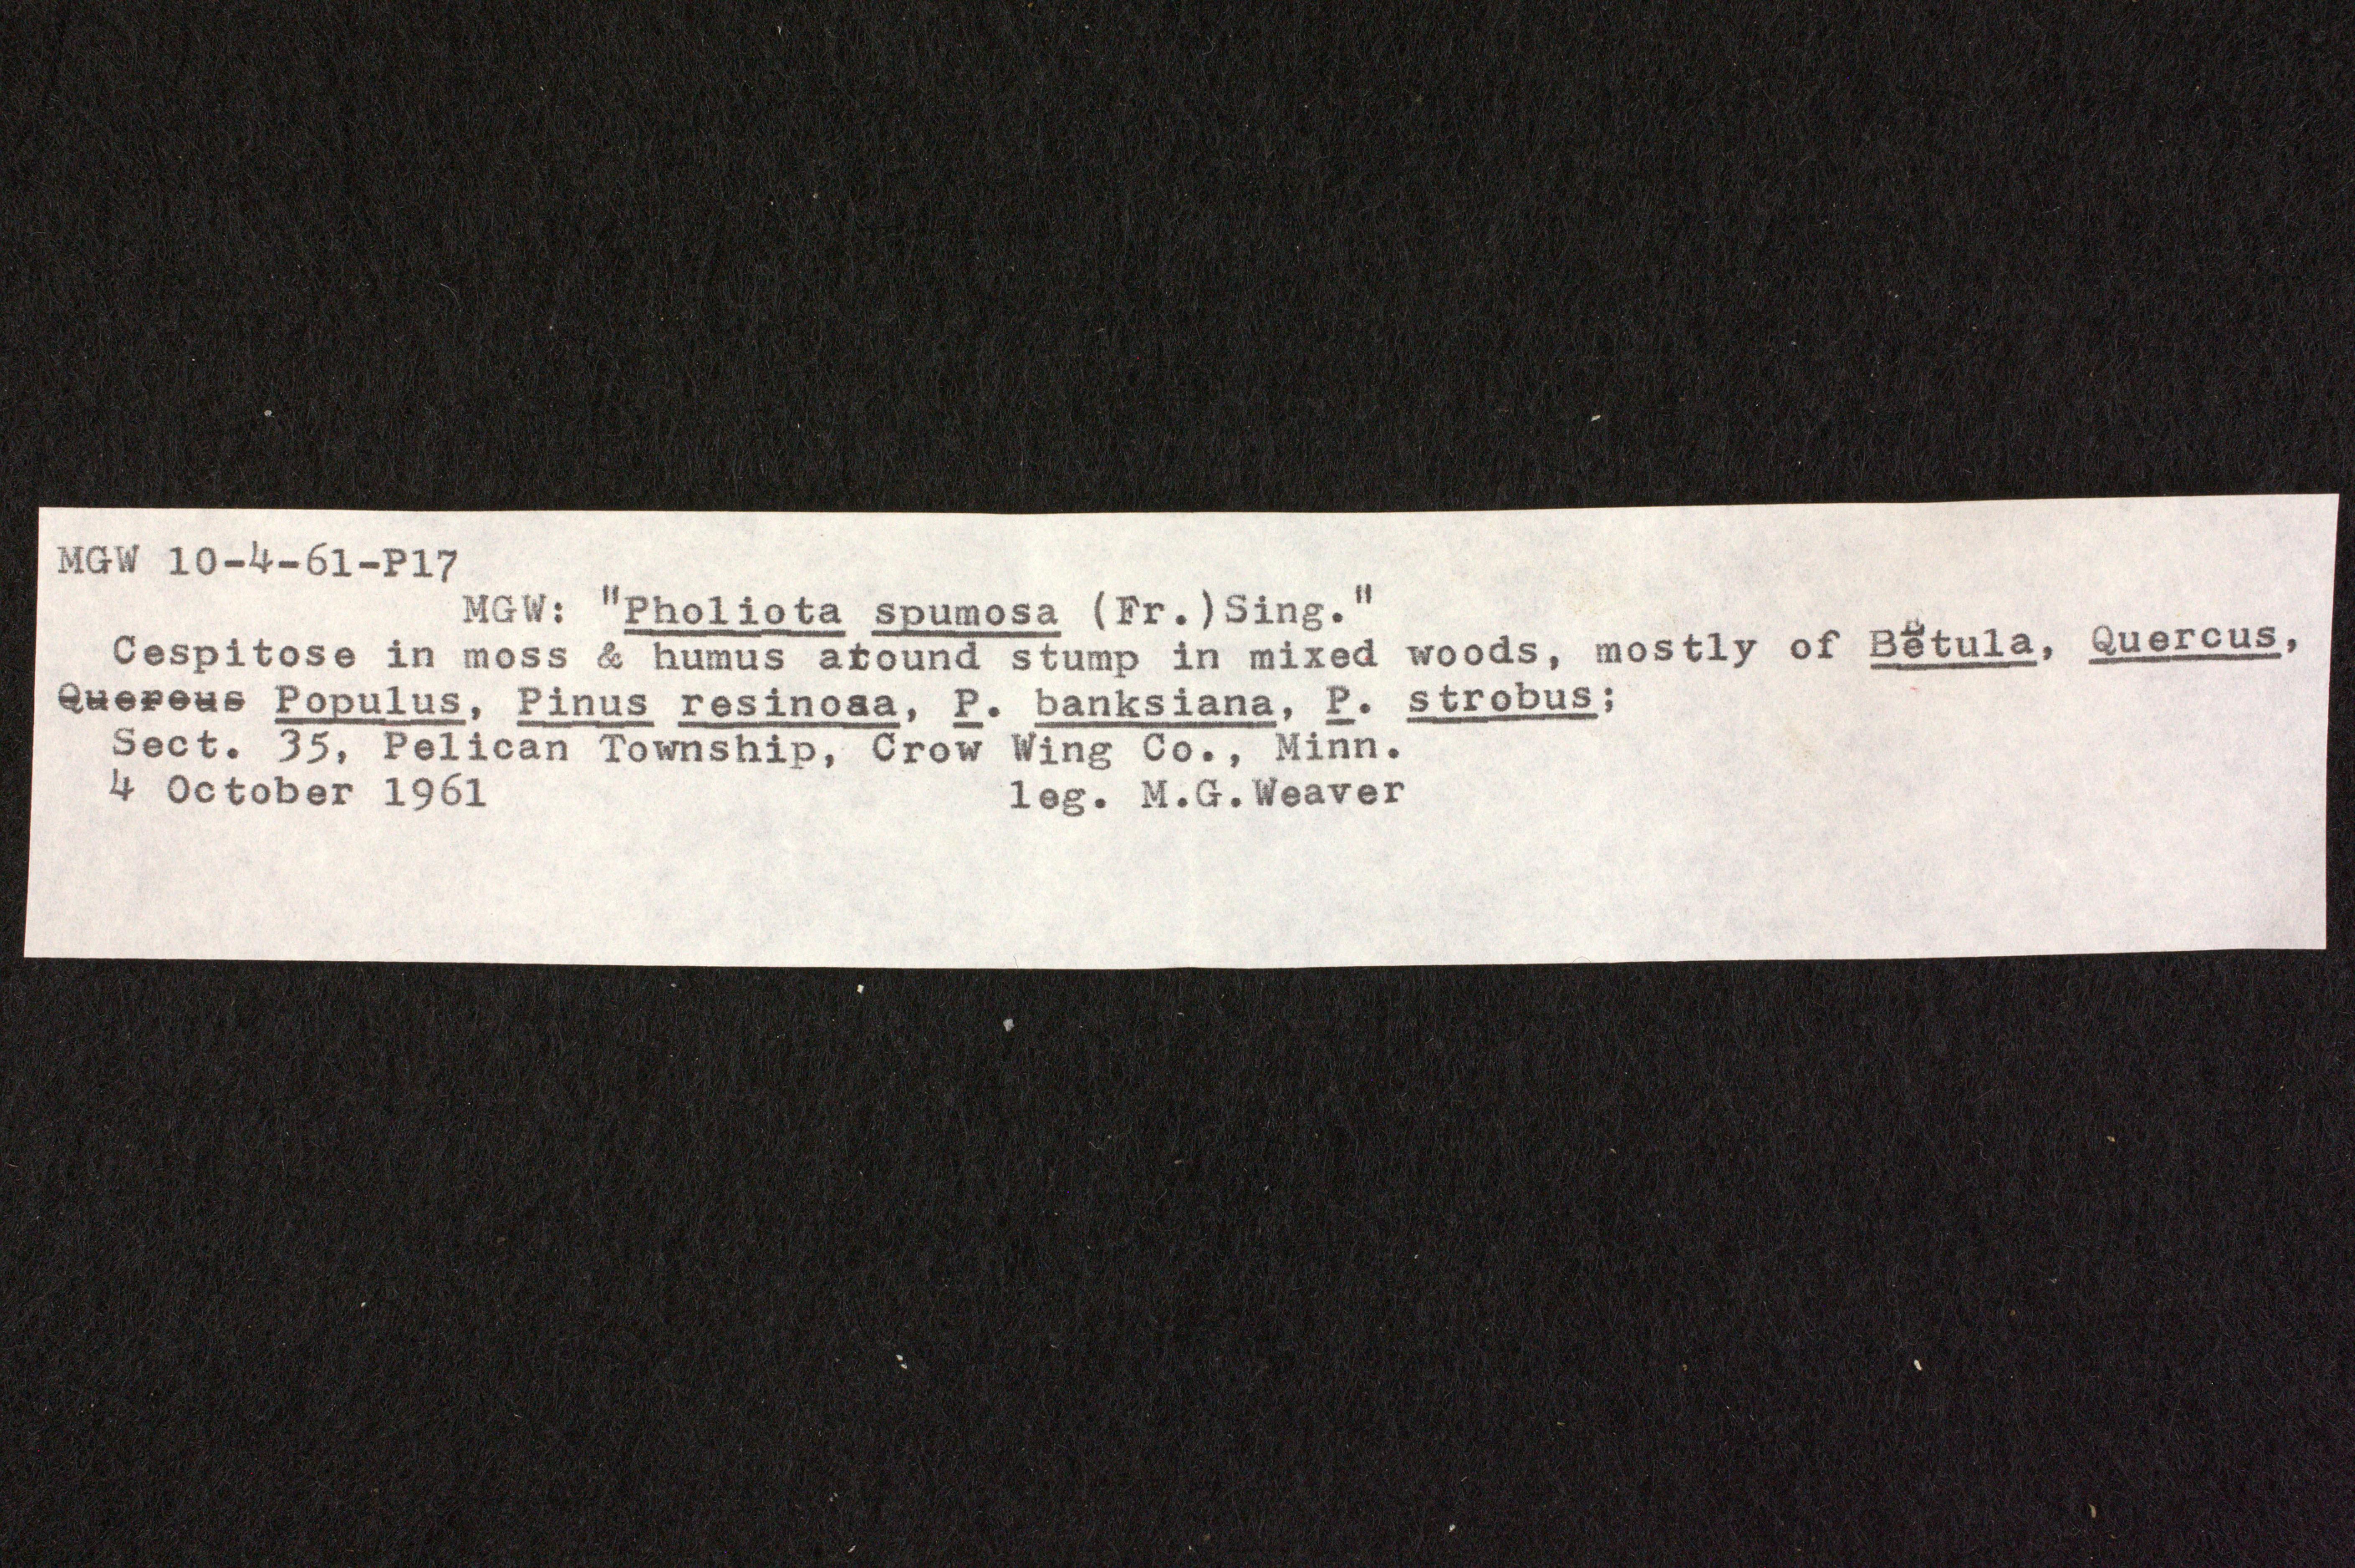 MGW 10-4-61-P17
MGW: "Pholiota spumosa (Fr.)Sing."
Cespitose in moss & humus around stump in mixed woods, mostly of Betula, Quercus,
Quercus Populus, Pinus resinosa, P. banksiana, P. strobus;
Sect. 35, Pelican Township, Crow Wing Co., Minn.
4 October 1961 leg. M.G.Weaver